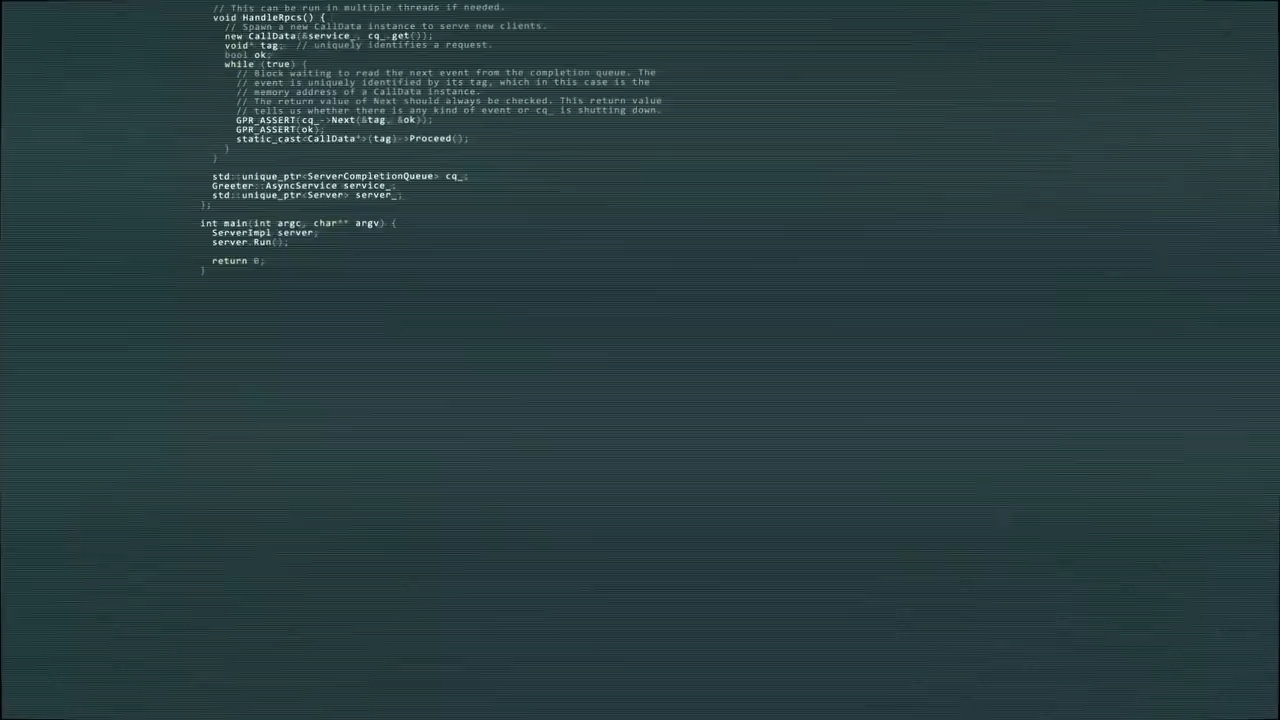 // This can be run in multiple threads if needed.
void HandleRpcs() {
// Spawn a new CallData instance to serve new clients.
new CallData(&service_, cq_.get());
void* tag;  // uniquely identifies a request.
bool ok;
while (true) {
// Block waiting to read the next event from the completion queue. The
// event is uniquely identified by its tag, which in this case is the
// memory address of a CallData instance.
// The return value of Next should always be checked. This return value
// tells us whether there is any kind of event or cq_ is shutting down.
GPR_ASSERT(cq_->Next(&tag, &ok));
GPR_ASSERT(ok);
static_cast<CallData*>(tag)->Proceed();
}
}
std::unique_ptr<ServerCompletionQueue> cq_;
Greeter::AsyncService service_;
std::unique_ptr<Server> server_;
};
int main(int argc, char** argv) {
ServerImpl server;
server.Run();
return 0;
}